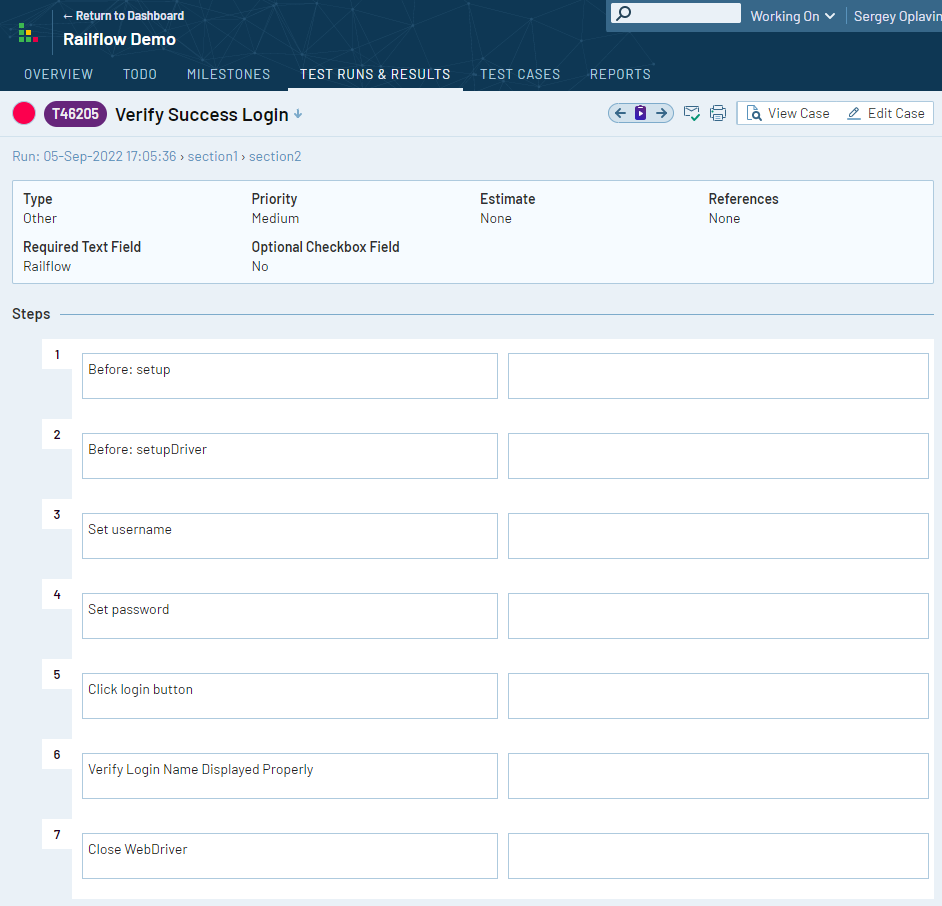 ← Return to Dashboard
Railflow Demo
Working On
Sergey Oplavin
OVERVIEW TODO MILESTONES TEST RUNS & RESULTS TEST CASES REPORTS
T46205 Verify Success Login
View Case Edit Case
Run: 05-Sep-2022 17:05:36 › section1 › section2
Type Priority Estimate References
Other Medium None None
Required Text Field Optional Checkbox Field
Railflow No
Steps
1
Before: setup
2
Before: setupDriver
3
Set username
4
Set password
5
Click login button
6
Verify Login Name Displayed Properly
7
Close WebDriver